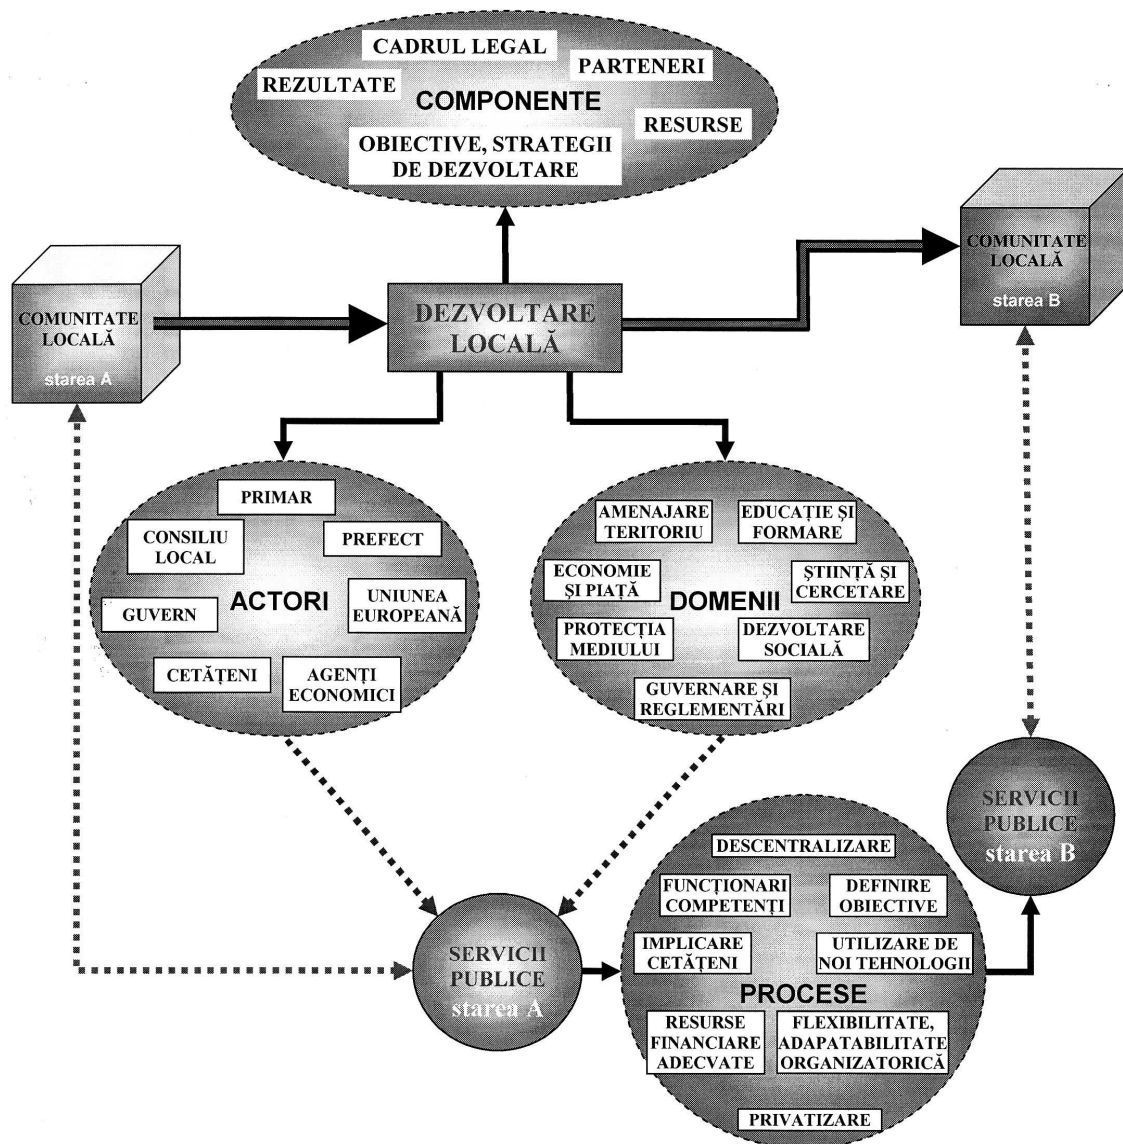 CADRUL LEGAL
REZULTATE
PARTENERI
COMPONENTE
RESURSE
OBIECTIVE, STRATEGII
DE DEZVOLTARE
COMUNITATE
LOCALĂ
starea A
DEZVOLTARE
LOCALĂ
COMUNITATE
LOCALĂ
starea B
PRIMAR
CONSILIU
LOCAL
PREFECT
GUVERN
ACTORI
UNIUNEA
EUROPEANĂ
CETĂȚENI
AGENȚI
ECONOMICI
AMENAJARE
TERITORIU
EDUCAȚIE ȘI
FORMARE
ECONOMIE
ȘI PIAȚĂ
DOMENII
ȘTIINȚĂ ȘI
CERCETARE
PROTECȚIA
MEDIULUI
DEZVOLTARE
SOCIALĂ
GUVERNARE ȘI
REGLEMENTĂRI
SERVICII
PUBLICE
starea A
DESCENTRALIZARE
FUNCȚIONARI
COMPETENȚI
DEFINIRE
OBIECTIVE
IMPLICARE
CETĂȚENI
UTILIZARE DE
NOI TEHNOLOGII
PROCESE
RESURSE
FINANCIARE
ADECVATE
FLEXIBILITATE,
ADAPATABILITATE
ORGANIZATORICĂ
PRIVATIZARE
SERVICII
PUBLICE
starea B